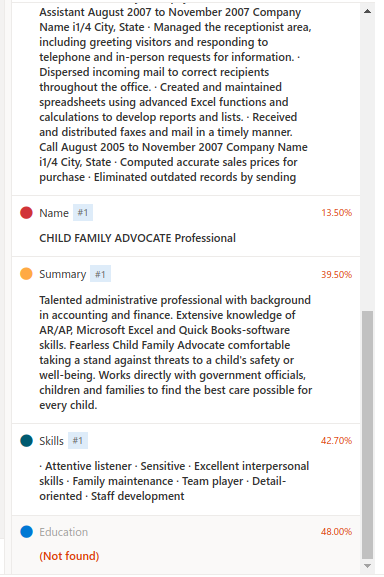 Assistant August 2007 to November 2007 Company
Name i1/4 City, State · Managed the receptionist area,
including greeting visitors and responding to
telephone and in-person requests for information. ·
Dispersed incoming mail to correct recipients
throughout the office. · Created and maintained
spreadsheets using advanced Excel functions and
calculations to develop reports and lists. · Received
and distributed faxes and mail in a timely manner.
Call August 2005 to November 2007 Company Name
i1/4 City, State · Computed accurate sales prices for
purchase · Eliminated outdated records by sending
Name #1 13.50%
CHILD FAMILY ADVOCATE Professional
Summary #1 39.50%
Talented administrative professional with background
in accounting and finance. Extensive knowledge of
AR/AP, Microsoft Excel and Quick Books-software
skills. Fearless Child Family Advocate comfortable
taking a stand against threats to a child's safety or
well-being. Works directly with government officials,
children and families to find the best care possible for
every child.
Skills #1 42.70%
· Attentive listener · Sensitive · Excellent interpersonal
skills · Family maintenance · Team player · Detail-
oriented · Staff development
Education 48.00%
(Not found)